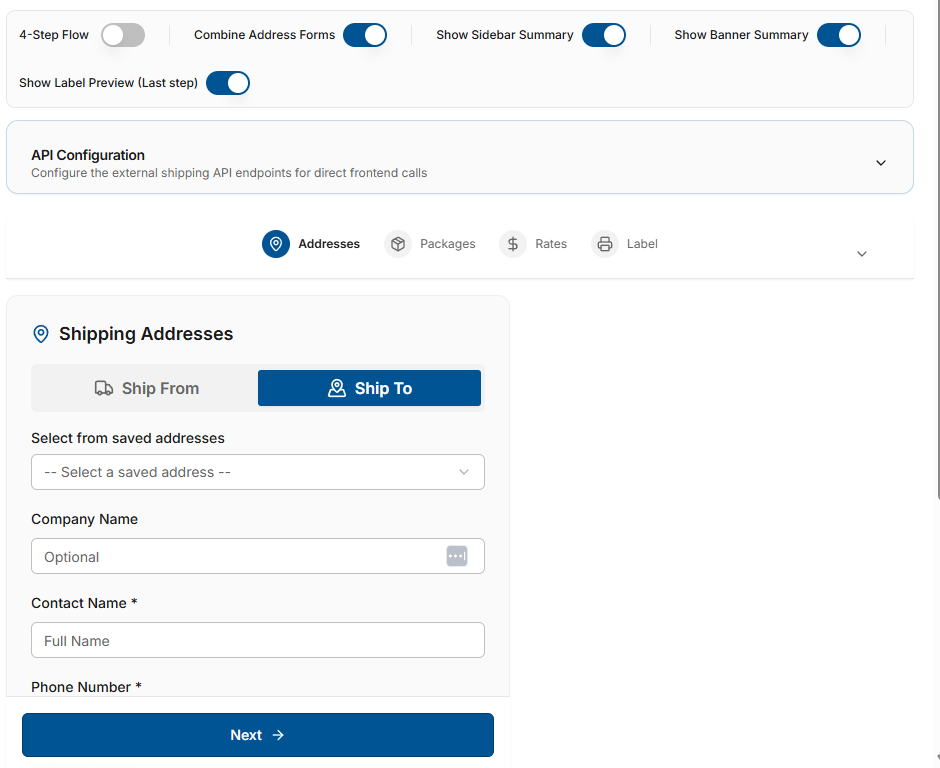 4-Step Flow Combine Address Forms Show Sidebar Summary Show Banner Summary
Show Label Preview (Last step)
API Configuration
Configure the external shipping API endpoints for direct frontend calls
Addresses Packages Rates Label
Shipping Addresses
Ship From Ship To
Select from saved addresses
-- Select a saved address --
Company Name
Optional
Contact Name *
Full Name
Phone Number *
Next